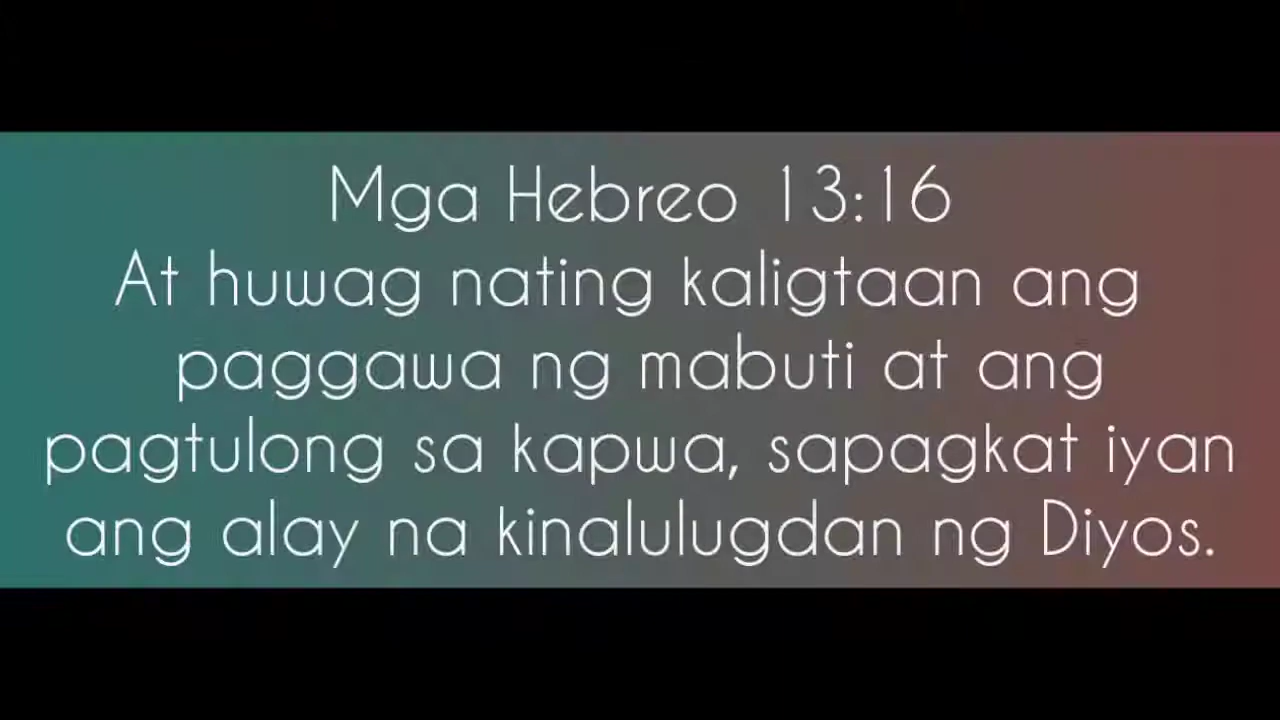 Mga Hebreo 13:16
At huwag nating kaligtaan ang
paggawa ng mabuti at ang
pagtulong sa kapwa, sapagkat iyan
ang alay na kinalulugdan ng Diyos.